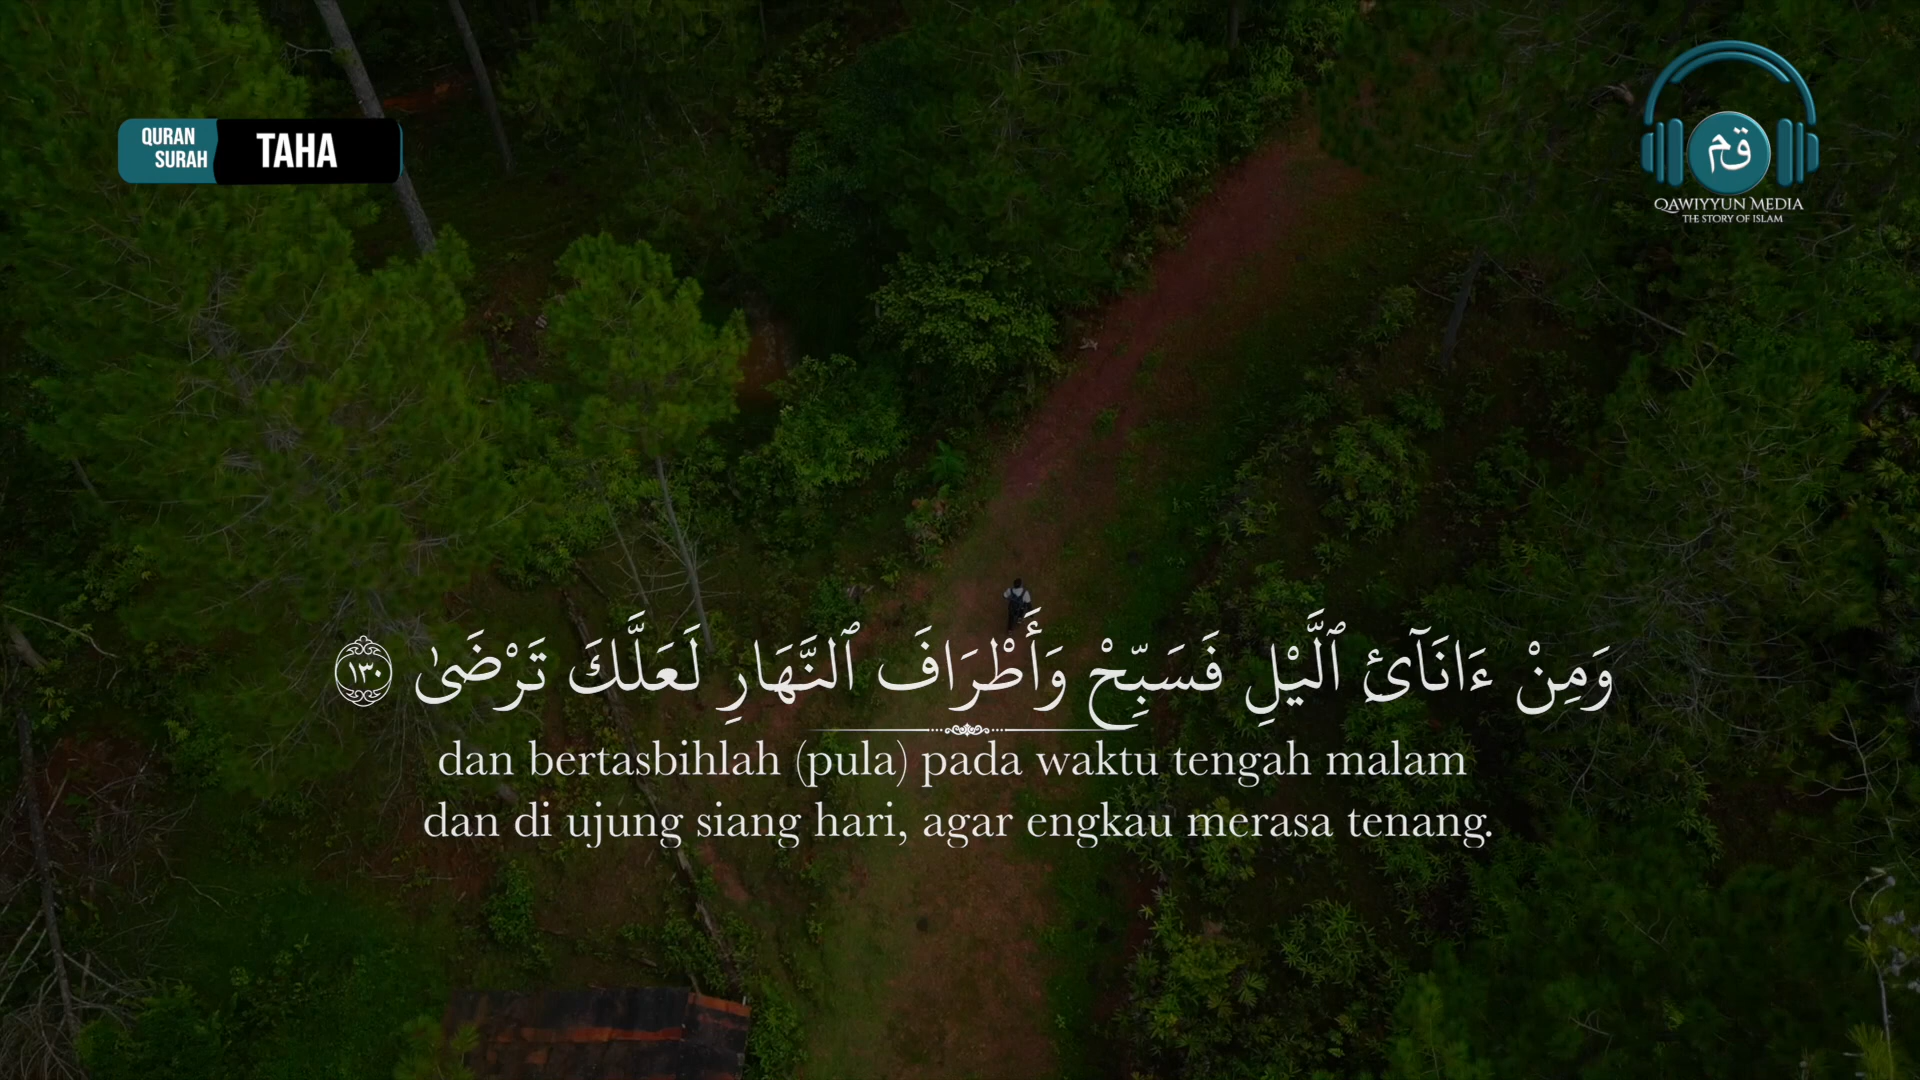 QURAN
SURAH
TAHA
قم
QAWIYYUN MEDIA
THE STORY OF ISLAM
وَمِنْ ءَانَآئِ ٱلَّيْلِ فَسَبِّحْ وَأَطْرَافَ ٱلنَّهَارِ لَعَلَّكَ تَرْضَىٰ ١٣٠
dan bertasbihlah (pula) pada waktu tengah malam
dan di ujung siang hari, agar engkau merasa tenang.